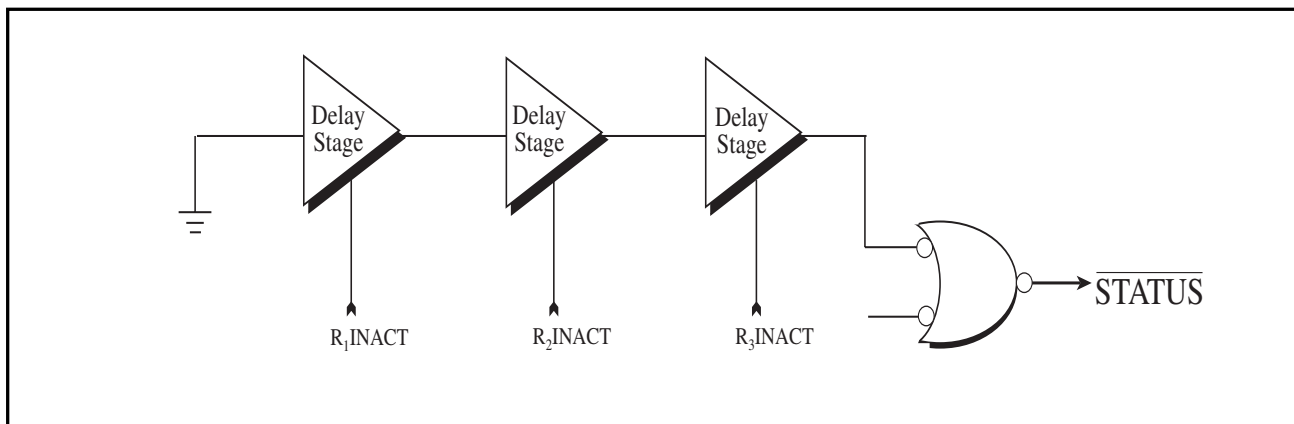 Delay
Stage
Delay
Stage
Delay
Stage
R₁INACT
R₂INACT
R₃INACT
STATUS